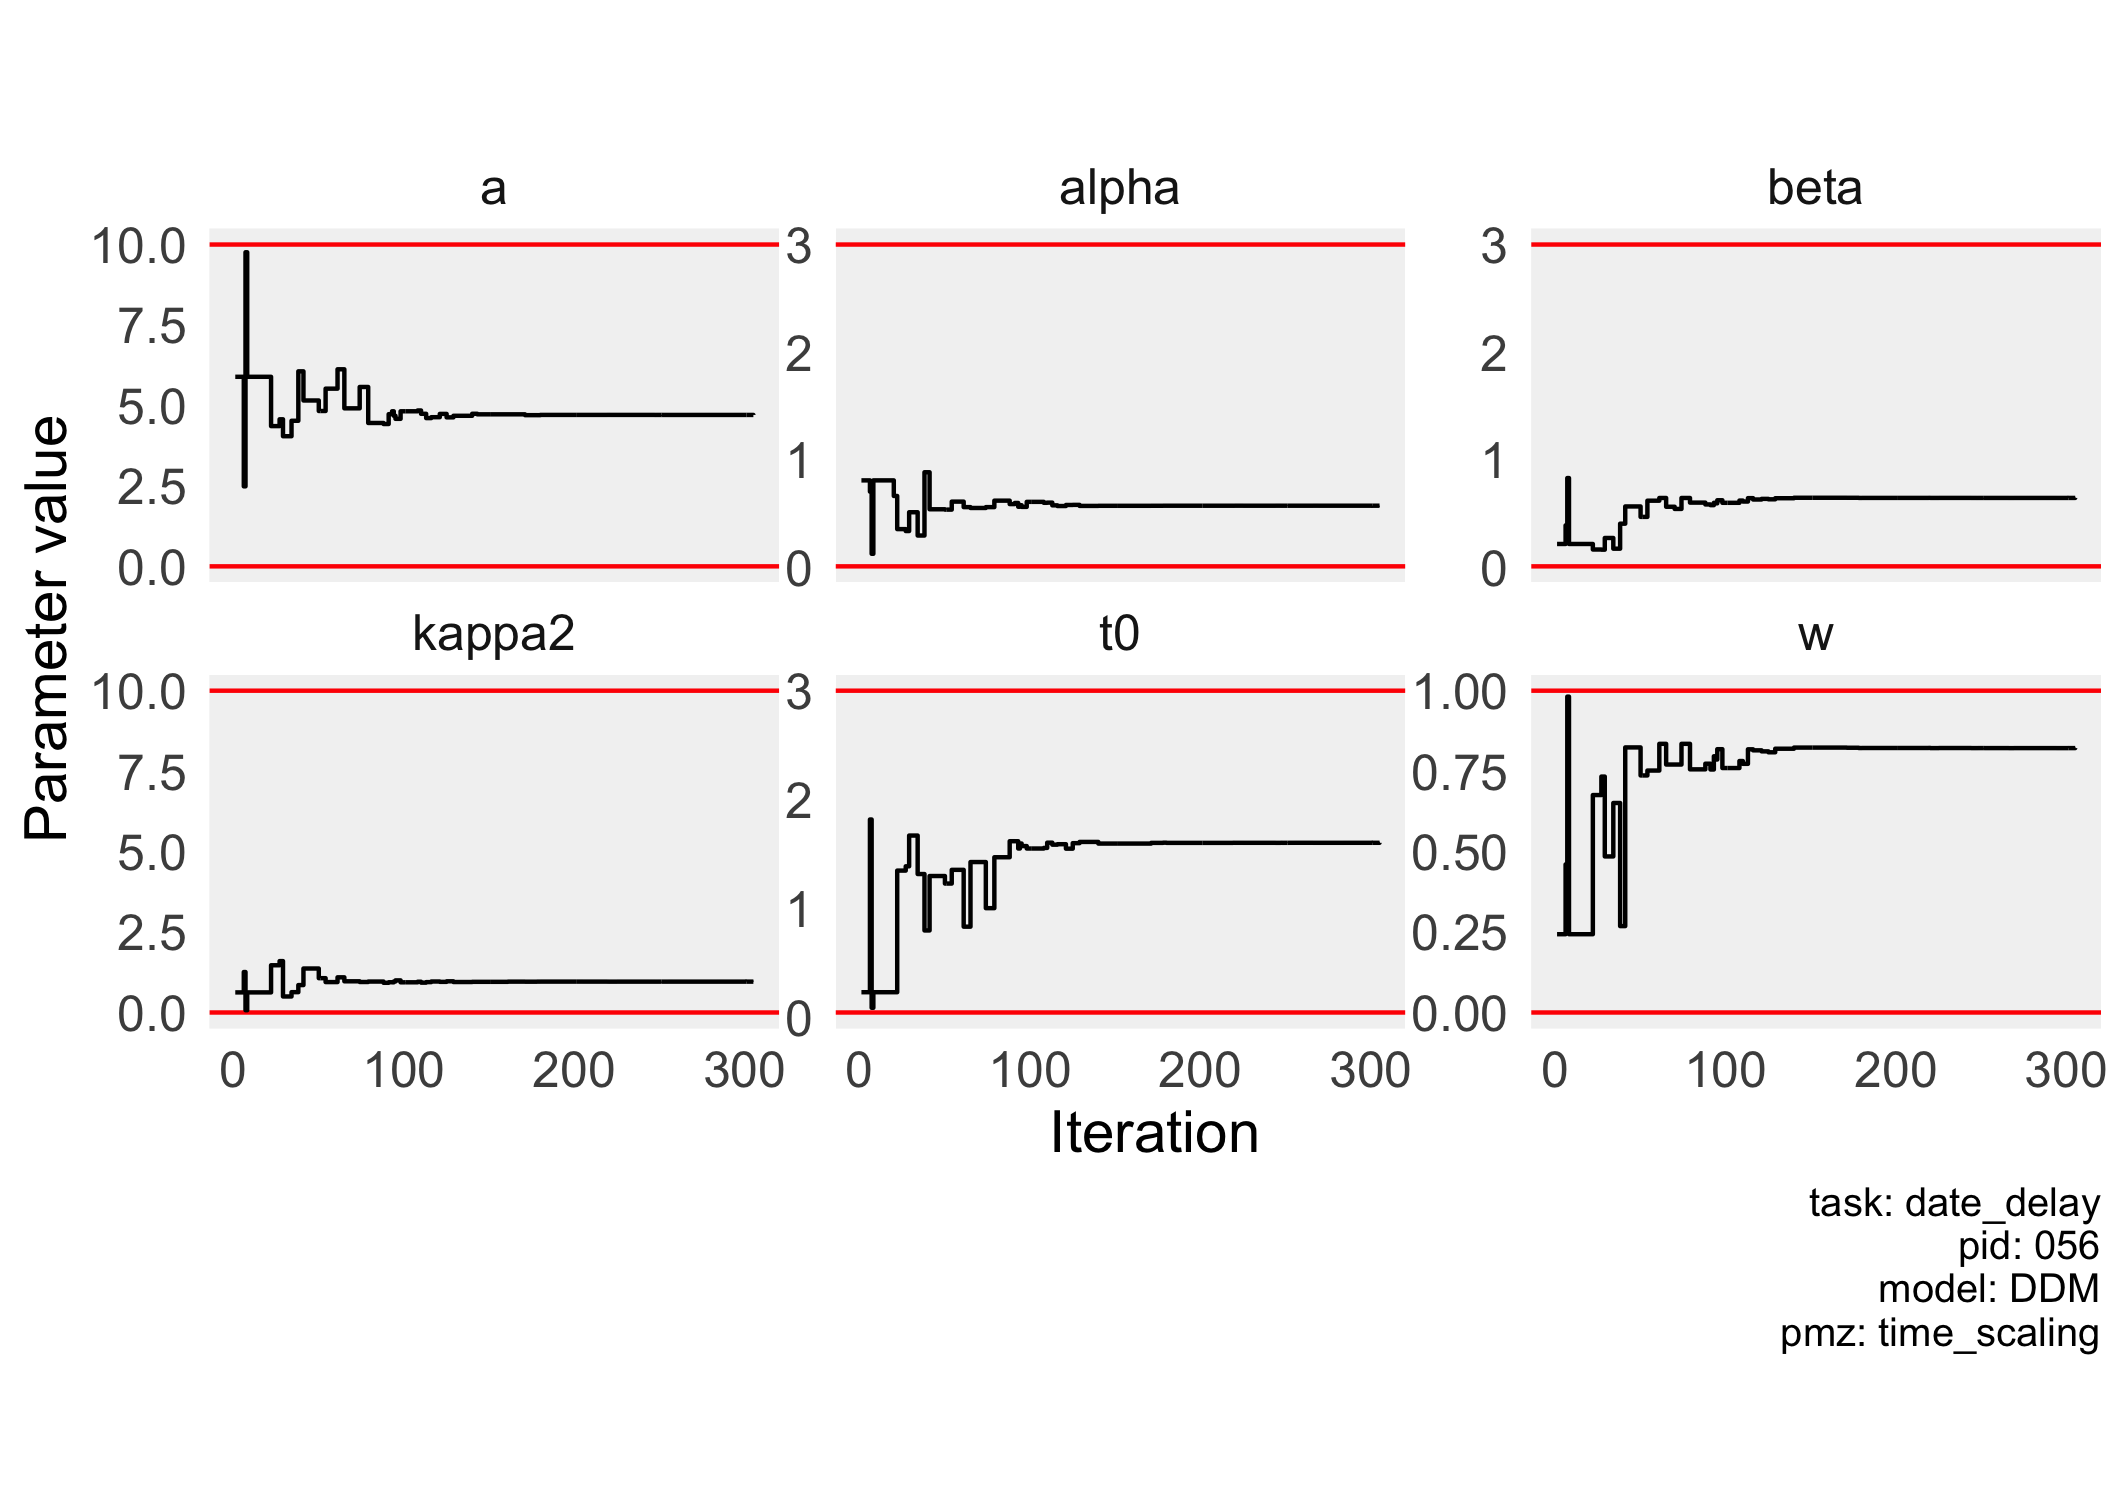 a
alpha
beta
10.0
7.5
5.0
2.5
0.0
3
2
1
0
3
2
1
0
kappa2
t0
w
10.0
7.5
5.0
2.5
0.0
3
2
1
0
1.00
0.75
0.50
0.25
0.00
0 100 200 300
0 100 200 300
0 100 200 300
Parameter value
Iteration
task: date_delay
pid: 056
model: DDM
pmz: time_scaling